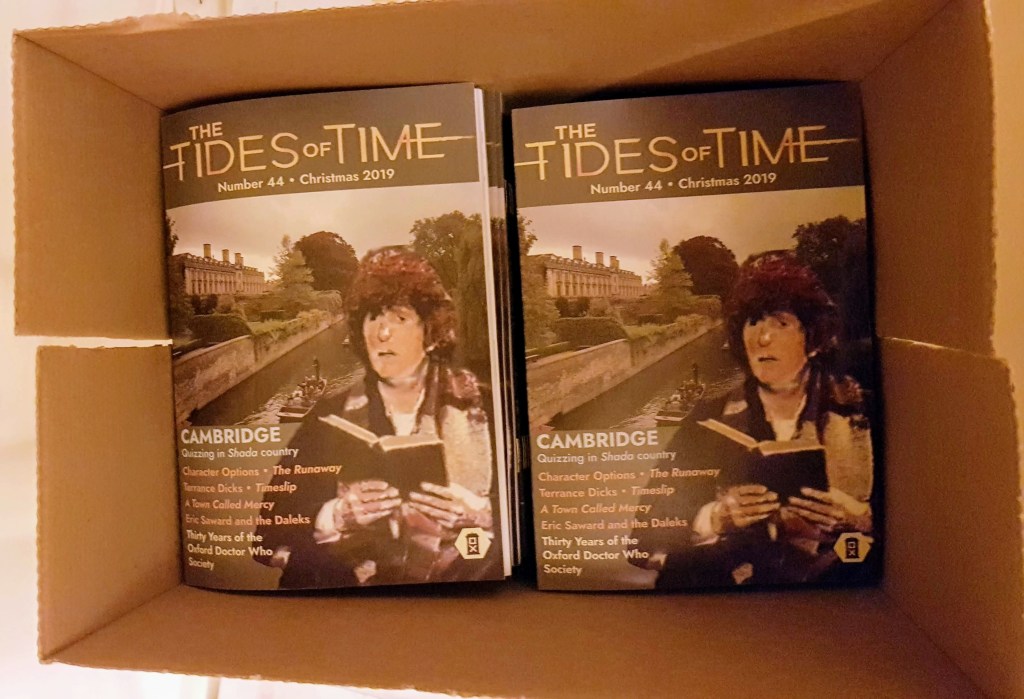 THE
TIDES OF TIME
Number 44 • Christmas 2019
CAMBRIDGE
Quizzing in Shada country
Character Options • The Runaway
Terrance Dicks • Timeslip
A Town Called Mercy
Eric Saward and the Daleks
Thirty Years of the
Oxford Doctor Who
Society
OX
THE
TIDES OF TIME
Number 44 • Christmas 2019
CAMBRIDGE
Quizzing in Shada country
Character Options • The Runaway
Terrance Dicks • Timeslip
A Town Called Mercy
Eric Saward and the Daleks
Thirty Years of the
Oxford Doctor Who
Society
OX